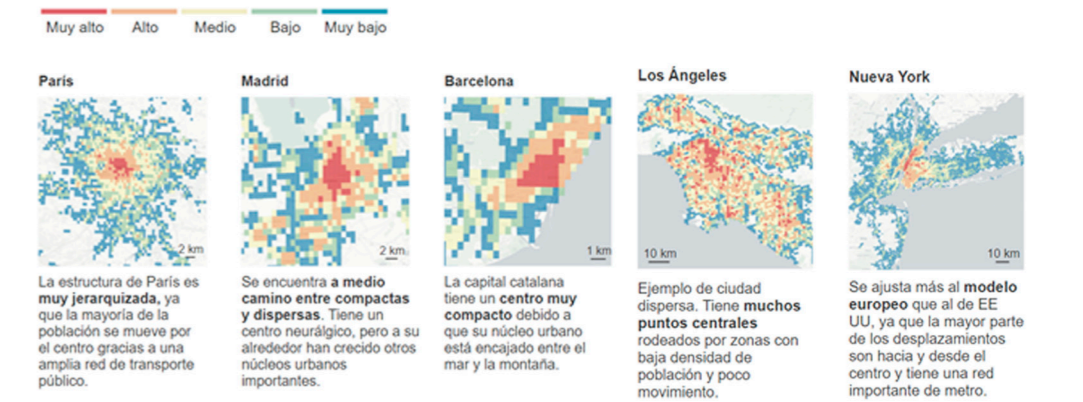 Muy alto Alto Medio Bajo Muy bajo
París
2 km
La estructura de París es
muy jerarquizada, ya
que la mayoría de la
población se mueve por
el centro gracias a una
amplia red de transporte
público.
Madrid
2 km
Se encuentra a medio
camino entre compactas
y dispersas. Tiene un
centro neurálgico, pero a su
alrededor han crecido otros
núcleos urbanos
importantes.
Barcelona
1 km
La capital catalana
tiene un centro muy
compacto debido a
que su núcleo urbano
está encajado entre el
mar y la montaña.
Los Ángeles
10 km
Ejemplo de ciudad
dispersa. Tiene muchos
puntos centrales
rodeados por zonas con
baja densidad de
población y poco
movimiento.
Nueva York
10 km
Se ajusta más al modelo
europeo que al de EE
UU, ya que la mayor parte
de los desplazamientos
son hacia y desde el
centro y tiene una red
importante de metro.